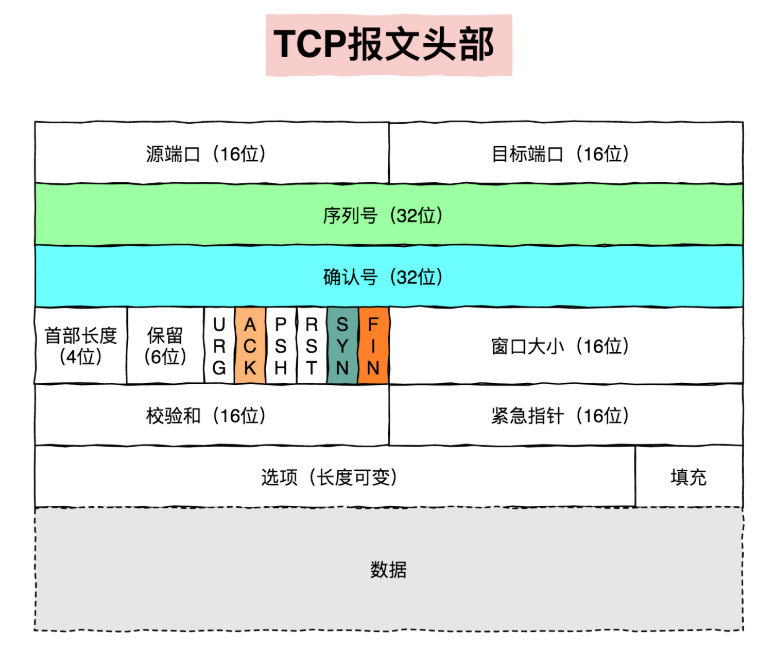 TCP报文头部
源端口（16位）
目标端口（16位）
序列号（32位）
确认号（32位）
首部长度
（4位）
保留
（6位）
URG
ACK
PSH
RST
SYN
FIN
窗口大小（16位）
校验和（16位）
紧急指针（16位）
选项（长度可变）
填充
数据